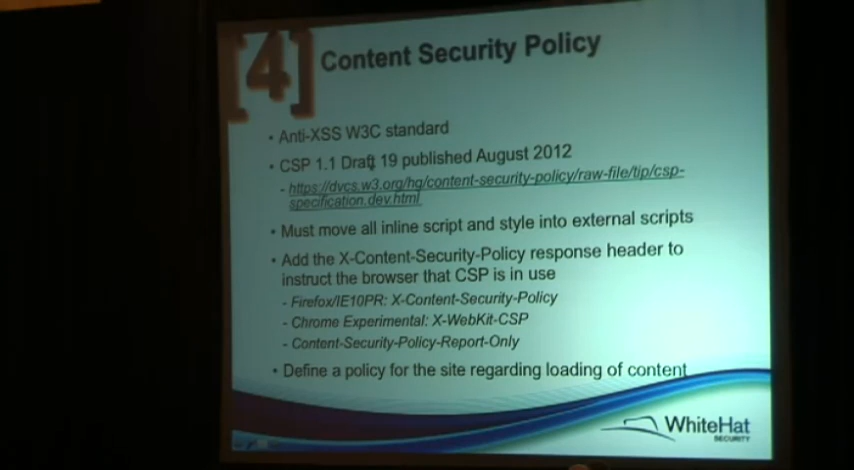 [4] Content Security Policy
• Anti-XSS W3C standard
• CSP 1.1 Draft 19 published August 2012
- https://dvcs.w3.org/hg/content-security-policy/raw-file/tip/csp-
specification.dev.html
• Must move all inline script and style into external scripts
• Add the X-Content-Security-Policy response header to
instruct the browser that CSP is in use
- Firefox/IE10PR: X-Content-Security-Policy
- Chrome Experimental: X-WebKit-CSP
- Content-Security-Policy-Report-Only
• Define a policy for the site regarding loading of content
WhiteHat
SECURITY